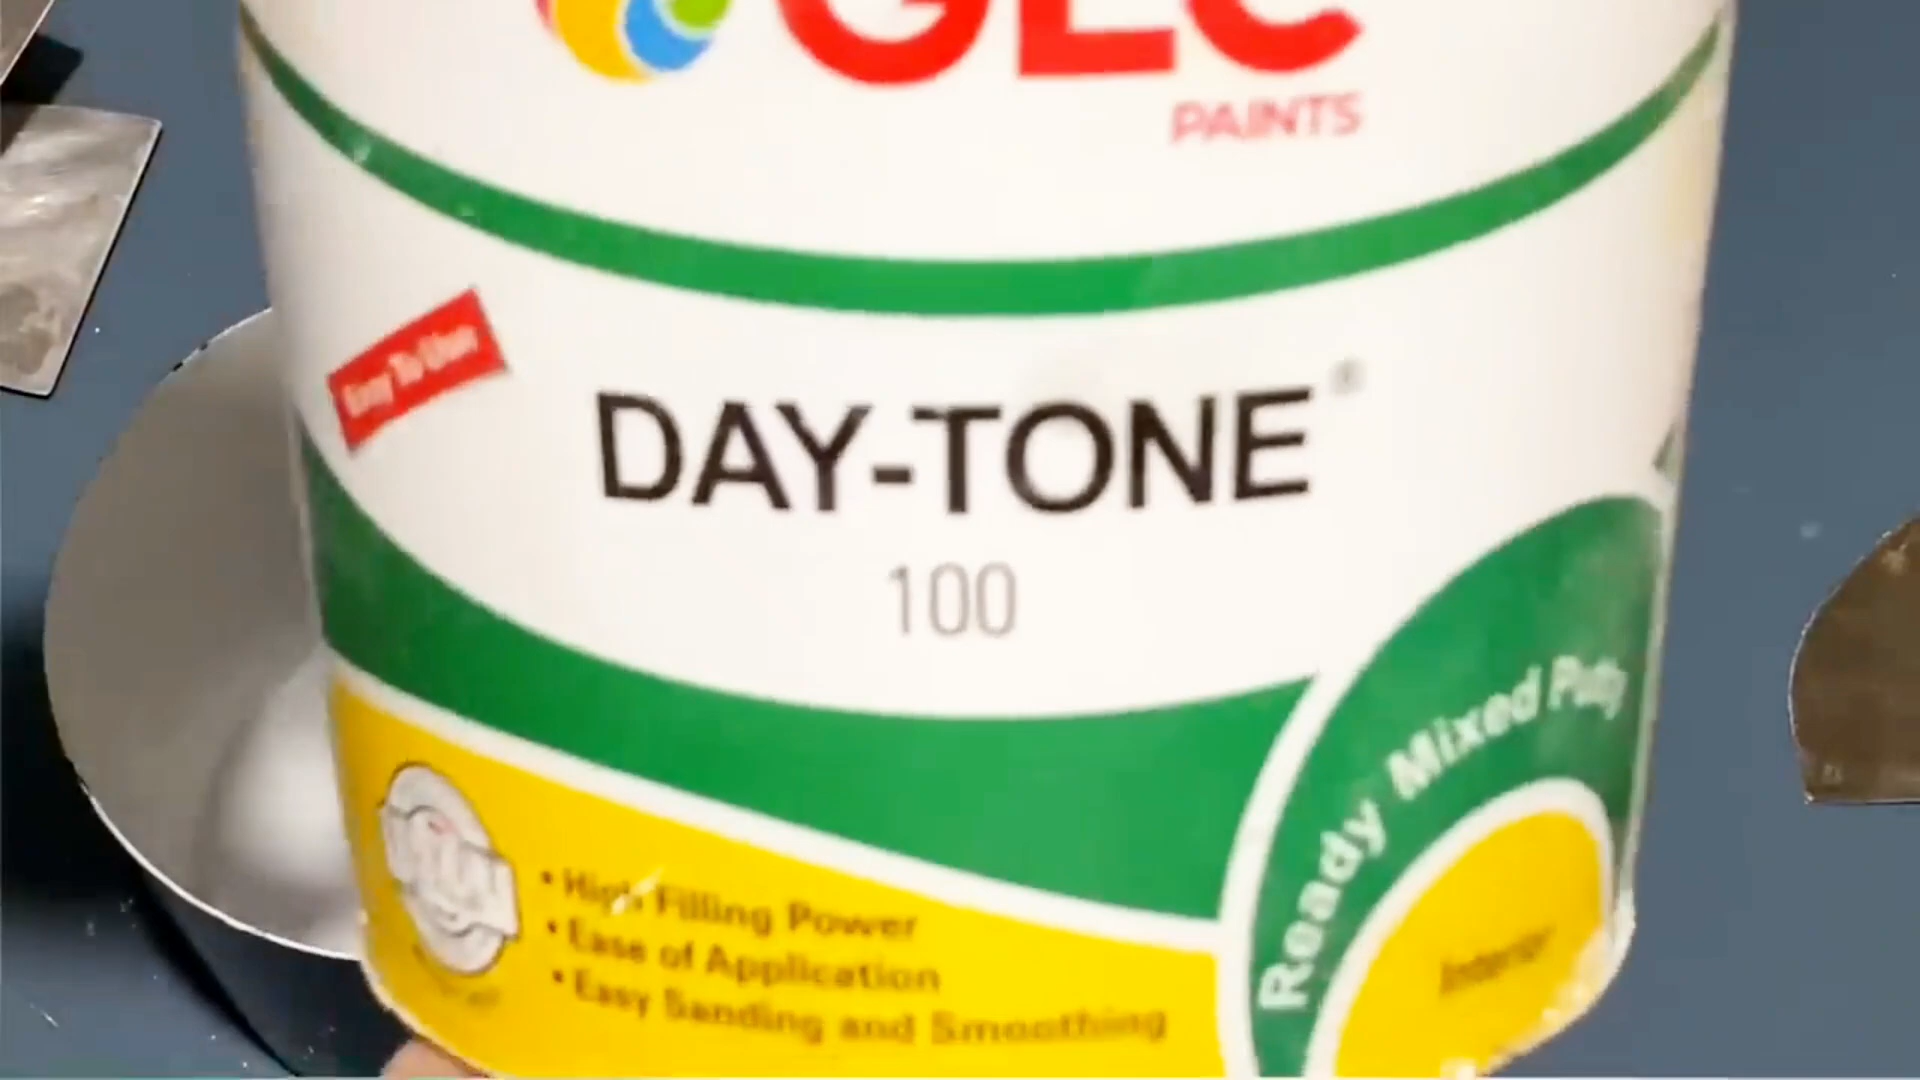 GLC
PAINTS
Easy To Use
DAY-TONE®
100
Ready Mixed Putty
Interior
• High Filling Power
• Ease of Application
• Easy Sanding and Smoothing